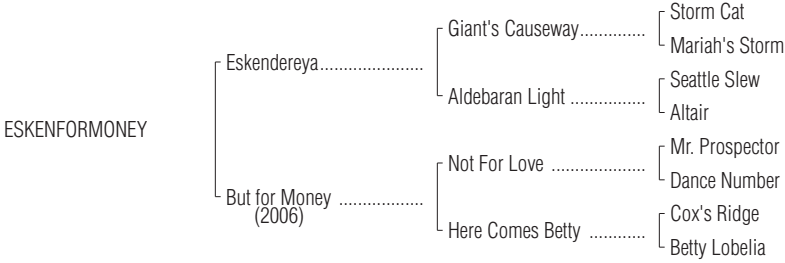 Storm Cat
Giant's Causeway..............
Mariah's Storm
Eskendereya......................
Seattle Slew
Aldebaran Light ................
Altair
ESKENFORMONEY
Mr. Prospector
Not For Love ....................
Dance Number
But for Money ..................
(2006)
Cox's Ridge
Here Comes Betty ............
Betty Lobelia